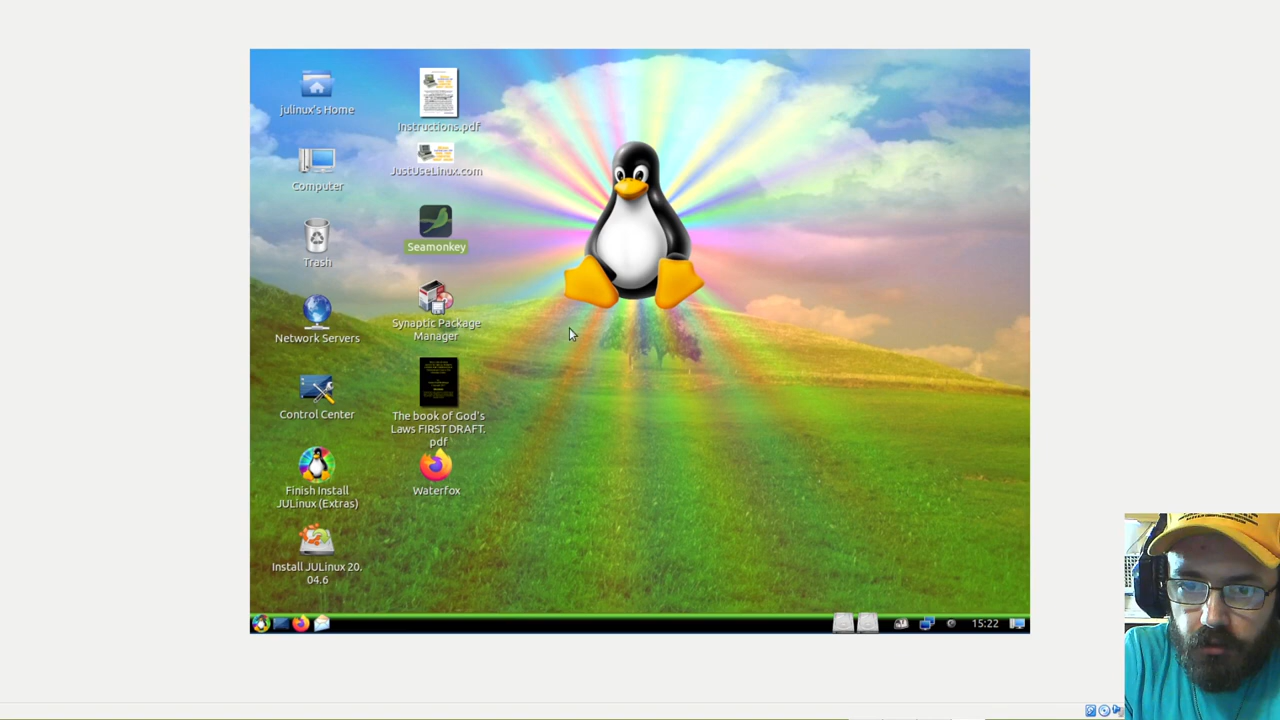 julinux's Home
Computer
Trash
Network Servers
Control Center
Finish Install
JULinux (Extras)
Install JULinux 20.
04.6
Instructions.pdf
JustUseLinux.com
Seamonkey
Synaptic Package
Manager
The book of God's
Laws FIRST DRAFT.
pdf
Waterfox
15:22